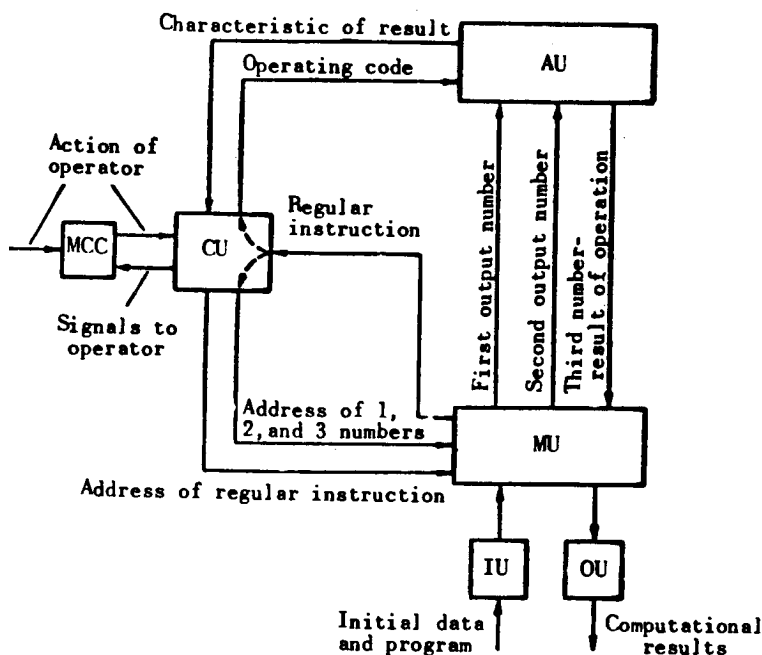 Characteristic of result
AU
Operating code
Action of
operator
Regular
instruction
MCC
CU
Signals to
operator
First output number
Second output number
Third number-
result of operation
Address of 1,
2, and 3 numbers
MU
Address of regular instruction
IU
OU
Initial data
and program
Computational
results